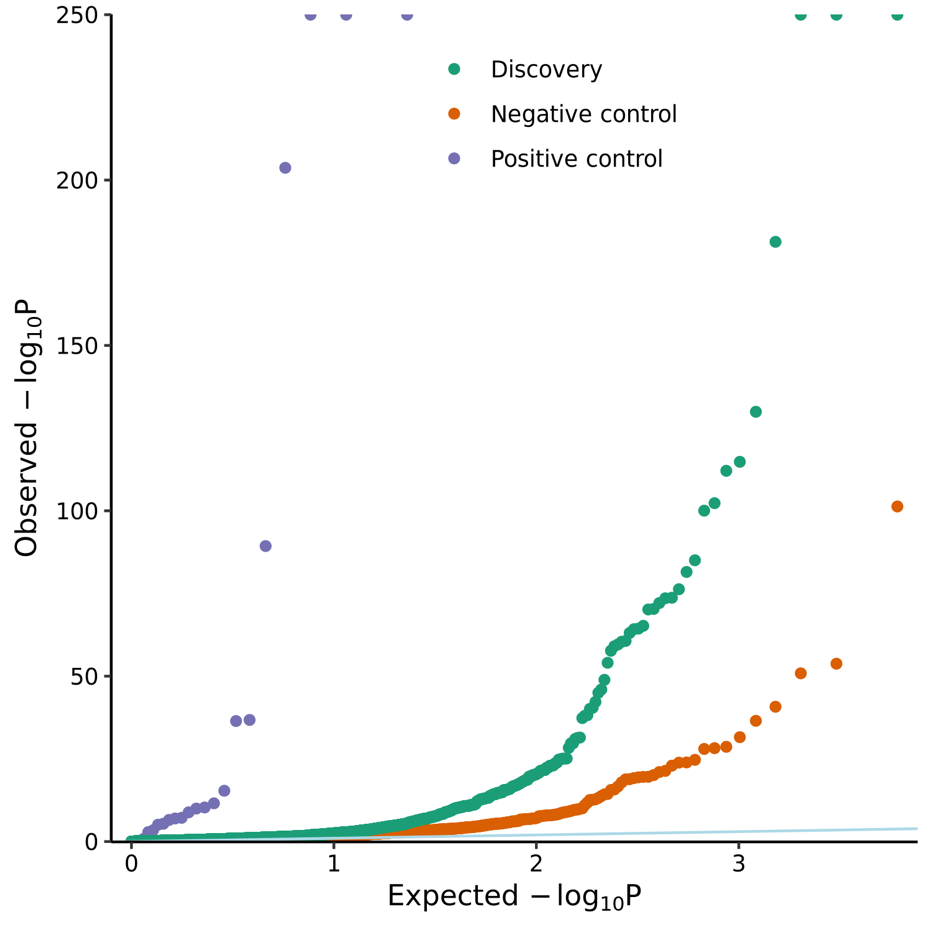 250
200
150
100
50
0
Observed −log₁₀P
Discovery
Negative control
Positive control
0 1 2 3
Expected −log₁₀P